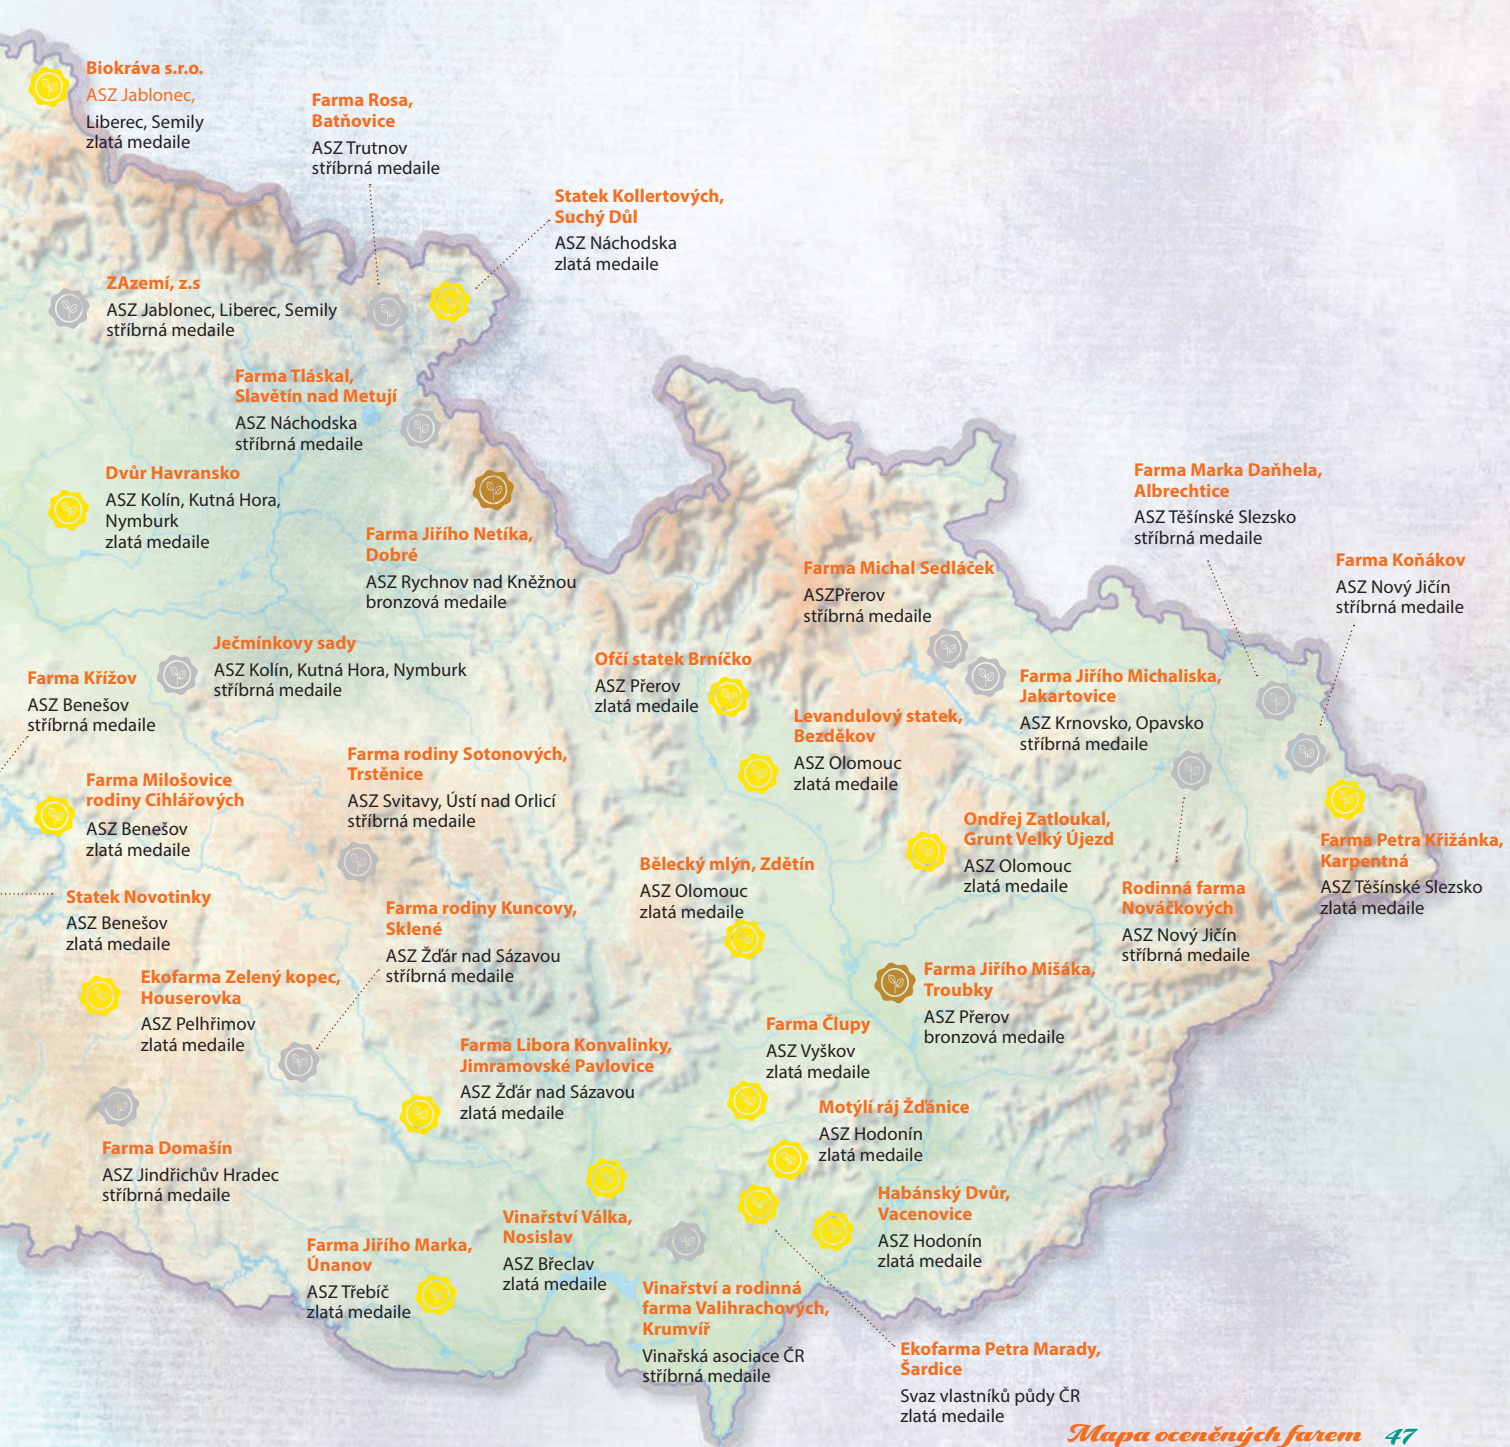 Biokráva s.r.o.
ASZ Jablonec,
Liberec, Semily
zlatá medaile
Farma Rosa,
Batňovice
ASZ Trutnov
stříbrná medaile
Statek Kollertových,
Suchý Důl
ASZ Náchodska
zlatá medaile
ZAzemí, z.s
ASZ Jablonec, Liberec, Semily
stříbrná medaile
Farma Tláskal,
Slavětín nad Metují
ASZ Náchodska
stříbrná medaile
Dvůr Havransko
ASZ Kolín, Kutná Hora,
Nymburk
zlatá medaile
Farma Jiřího Netíka,
Dobré
ASZ Rychnov nad Kněžnou
bronzová medaile
Farma Marka Daňhela,
Albrechtice
ASZ Těšínské Slezsko
stříbrná medaile
Farma Koňákov
ASZ Nový Jičín
stříbrná medaile
Farma Michal Sedláček
ASZPřerov
stříbrná medaile
Ječmínkovy sady
ASZ Kolín, Kutná Hora, Nymburk
stříbrná medaile
Ofčí statek Brníčko
ASZ Přerov
zlatá medaile
Farma Křížov
ASZ Benešov
stříbrná medaile
Farma Jiřího Michaliska,
Jakartovice
ASZ Krnovsko, Opavsko
stříbrná medaile
Levandulový statek,
Bezděkov
ASZ Olomouc
zlatá medaile
Farma rodiny Sotonových,
Trstěnice
ASZ Svitavy, Ústí nad Orlicí
stříbrná medaile
Farma Milošovice
rodiny Cihlářových
ASZ Benešov
zlatá medaile
Ondřej Zatloukal,
Grunt Velký Újezd
ASZ Olomouc
zlatá medaile
Farma Petra Křižánka,
Karpentná
ASZ Těšínské Slezsko
zlatá medaile
Bělecký mlýn, Zdětín
ASZ Olomouc
zlatá medaile
Rodinná farma
Nováčkových
ASZ Nový Jičín
stříbrná medaile
Statek Novotinky
ASZ Benešov
zlatá medaile
Farma rodiny Kuncovy,
Sklené
ASZ Žďár nad Sázavou
stříbrná medaile
Ekofarma Zelený kopec,
Houserovka
ASZ Pelhřimov
zlatá medaile
Farma Jiřího Mišáka,
Troubky
ASZ Přerov
bronzová medaile
Farma Člupy
ASZ Vyškov
zlatá medaile
Farma Libora Konvalinky,
Jimramovské Pavlovice
ASZ Žďár nad Sázavou
zlatá medaile
Motýlí ráj Žďánice
ASZ Hodonín
zlatá medaile
Farma Domašín
ASZ Jindřichův Hradec
stříbrná medaile
Habánský Dvůr,
Vacenovice
ASZ Hodonín
zlatá medaile
Vinařství Válka,
Nosislav
ASZ Břeclav
zlatá medaile
Farma Jiřího Marka,
Únanov
ASZ Třebíč
zlatá medaile
Vinařství a rodinná
farma Valihrachových,
Krumvíř
Vinařská asociace ČR
stříbrná medaile
Ekofarma Petra Marady,
Šardice
Svaz vlastníků půdy ČR
zlatá medaile
Mapa oceněných farem 47